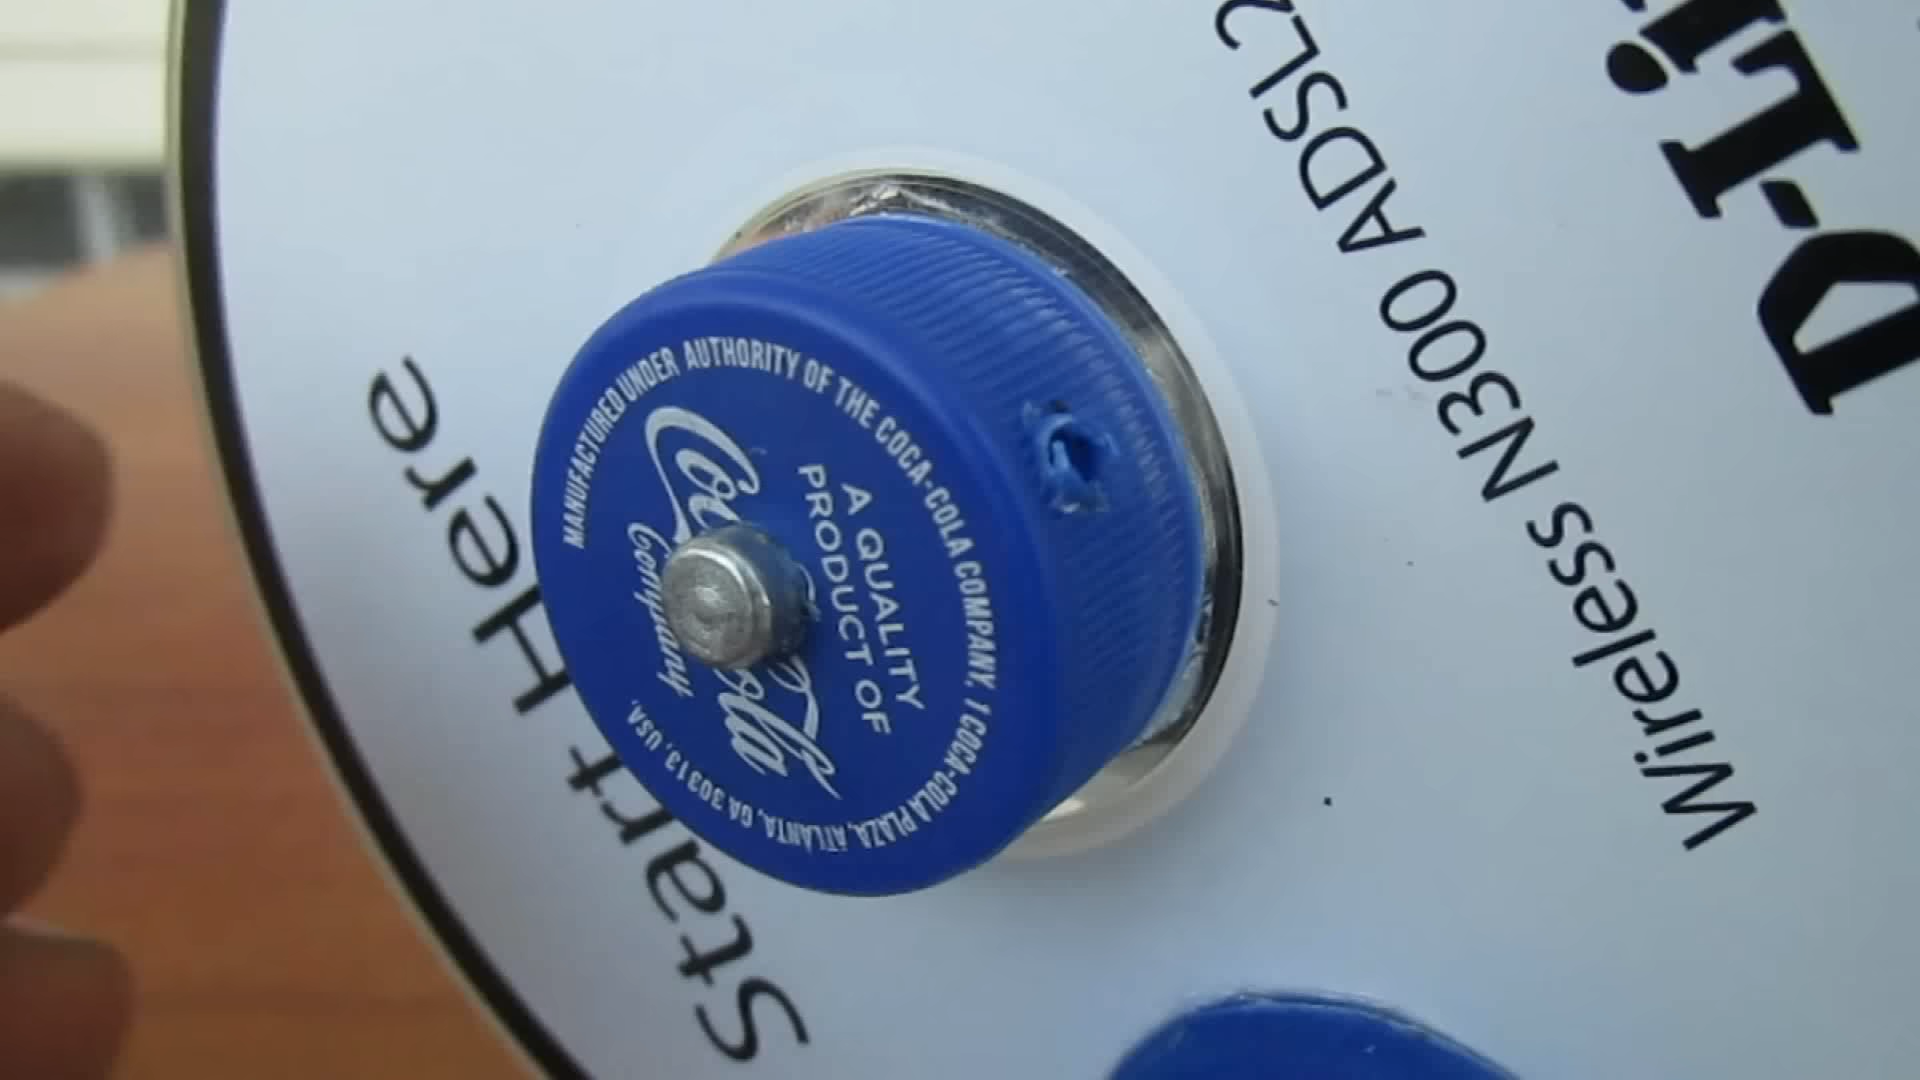 D-Li
Wireless N300 ADSL2
Start Here
MANUFACTURED UNDER AUTHORITY OF THE COCA-COLA COMPANY, 1 COCA-COLA PLAZA, ATLANTA, GA 30313, USA.
A QUALITY
PRODUCT OF
Coca-Cola
Company